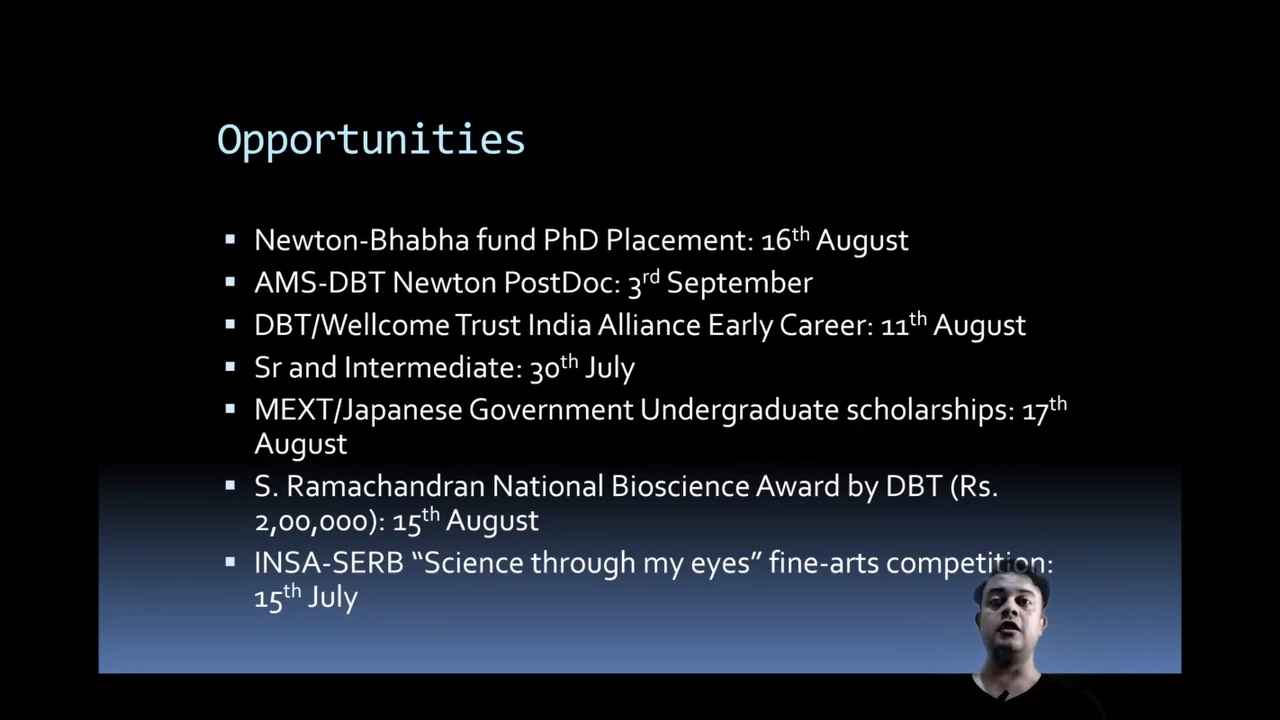 Opportunities
▪ Newton-Bhabha fund PhD Placement: 16th August
▪ AMS-DBT Newton PostDoc: 3rd September
▪ DBT/Wellcome Trust India Alliance Early Career: 11th August
▪ Sr and Intermediate: 30th July
▪ MEXT/Japanese Government Undergraduate scholarships: 17th
August
▪ S. Ramachandran National Bioscience Award by DBT (Rs.
2,00,000): 15th August
▪ INSA-SERB “Science through my eyes” fine-arts competition:
15th July